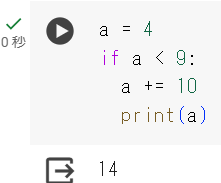 a = 4
if a < 9:
  a += 10
  print(a)
0 秒
14